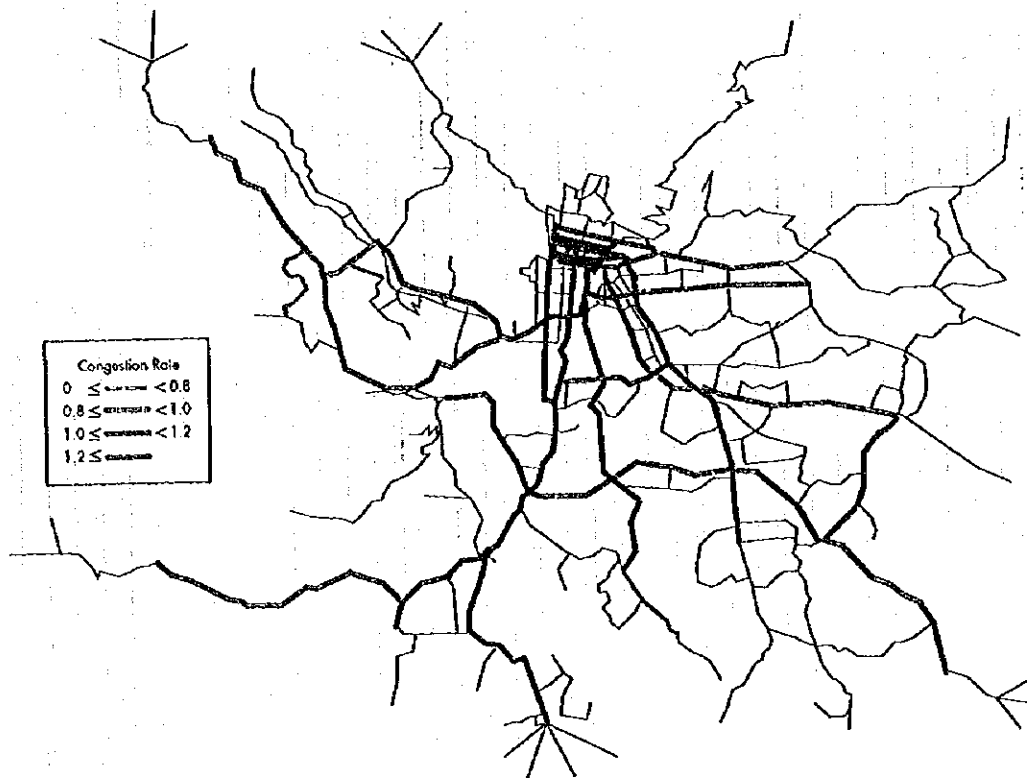 Congestion Rate
0 ≤ < 0.8
0.8 ≤ < 1.0
1.0 ≤ < 1.2
1.2 ≤